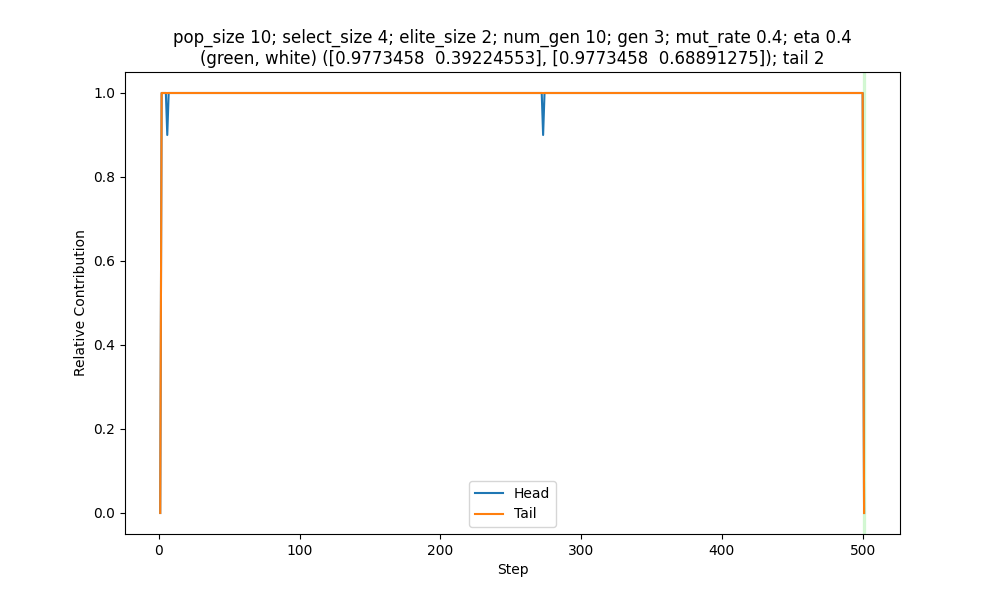 pop_size 10; select_size 4; elite_size 2; num_gen 10; gen 3; mut_rate 0.4; eta 0.4
(green, white) ([0.9773458  0.39224553], [0.9773458  0.68891275]); tail 2
Relative Contribution
1.0
0.8
0.6
0.4
0.2
0.0
Head
Tail
0
100
200
300
400
500
Step